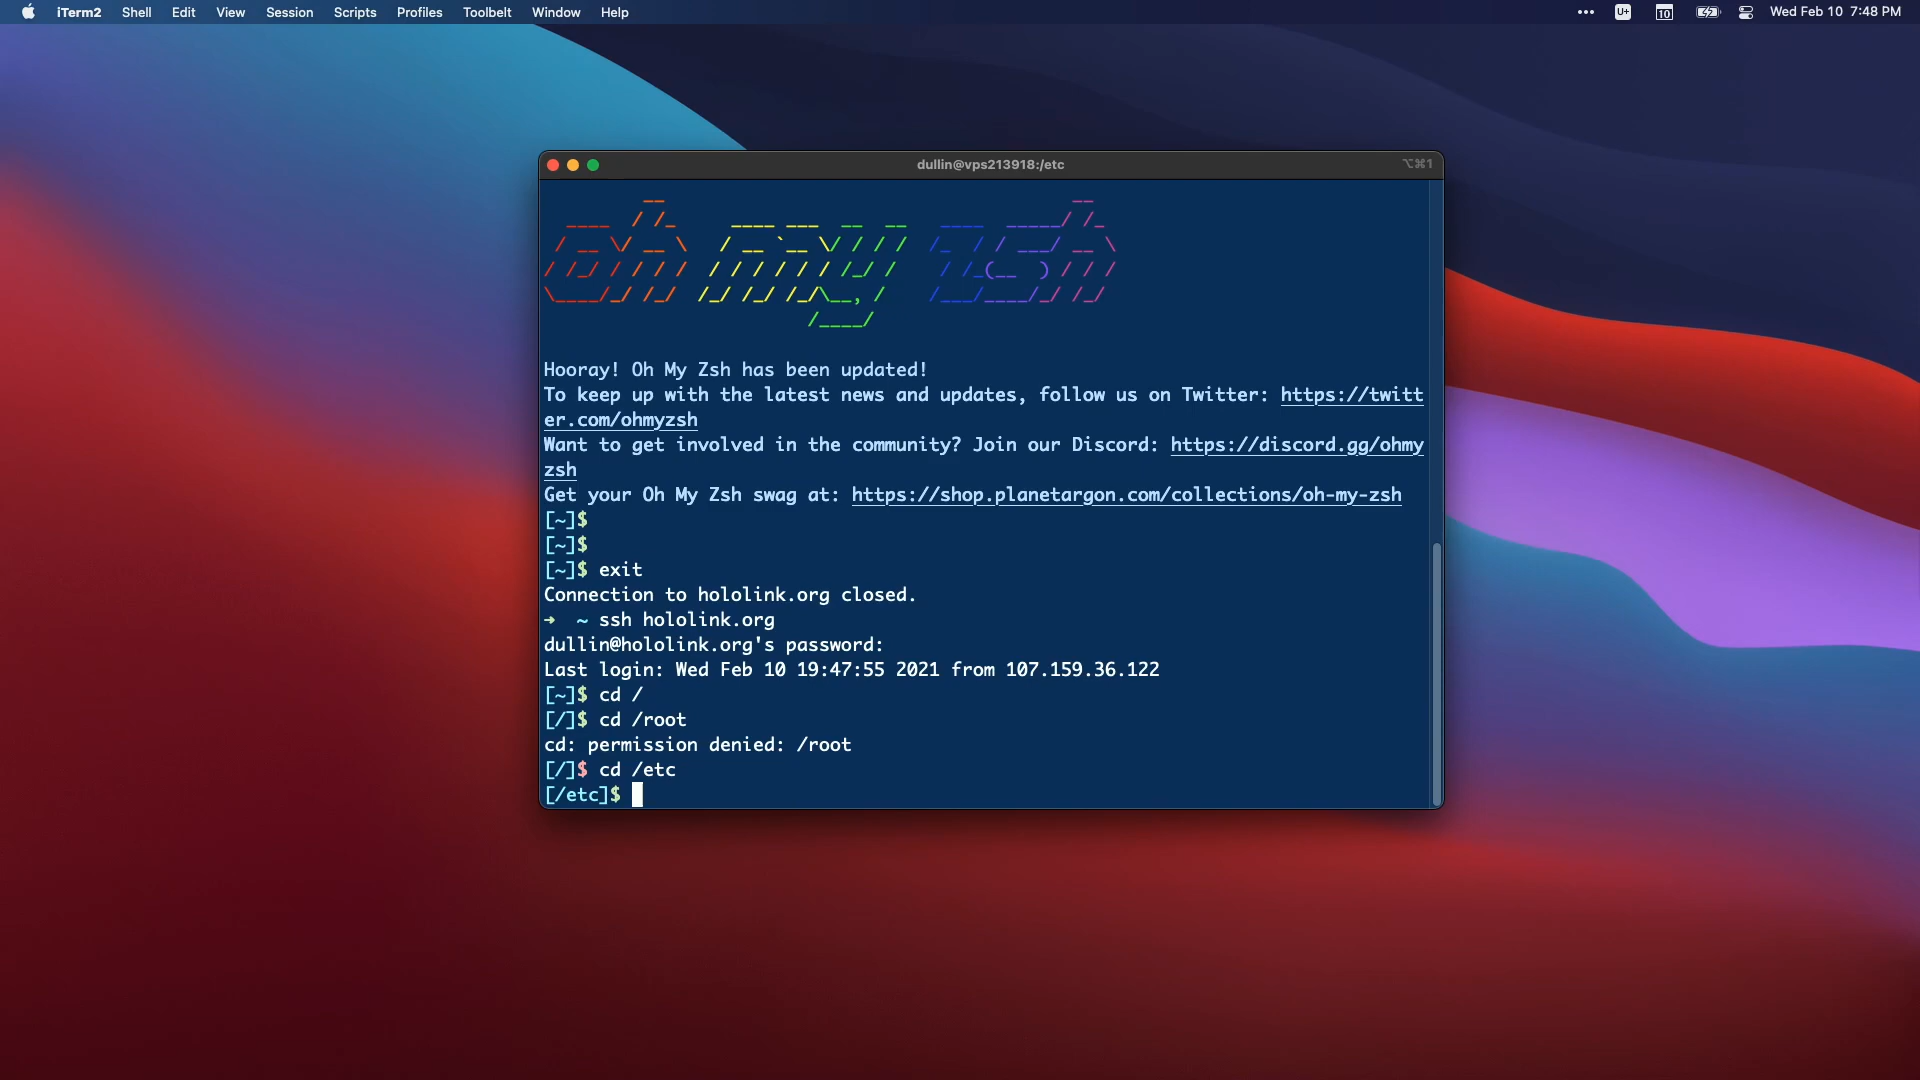 iTerm2 Shell Edit View Session Scripts Profiles Toolbelt Window Help ••• U+ 10 Wed Feb 10 7:48 PM
dullin@vps213918:/etc ⌥⌘1
oh my zsh
Hooray! Oh My Zsh has been updated!
To keep up with the latest news and updates, follow us on Twitter: https://twitt
er.com/ohmyzsh
Want to get involved in the community? Join our Discord: https://discord.gg/ohmy
zsh
Get your Oh My Zsh swag at: https://shop.planetargon.com/collections/oh-my-zsh
[~]$
[~]$
[~]$ exit
Connection to hololink.org closed.
➜  ~ ssh hololink.org
dullin@hololink.org's password:
Last login: Wed Feb 10 19:47:55 2021 from 107.159.36.122
[~]$ cd /
[/]$ cd /root
cd: permission denied: /root
[/]$ cd /etc
[/etc]$